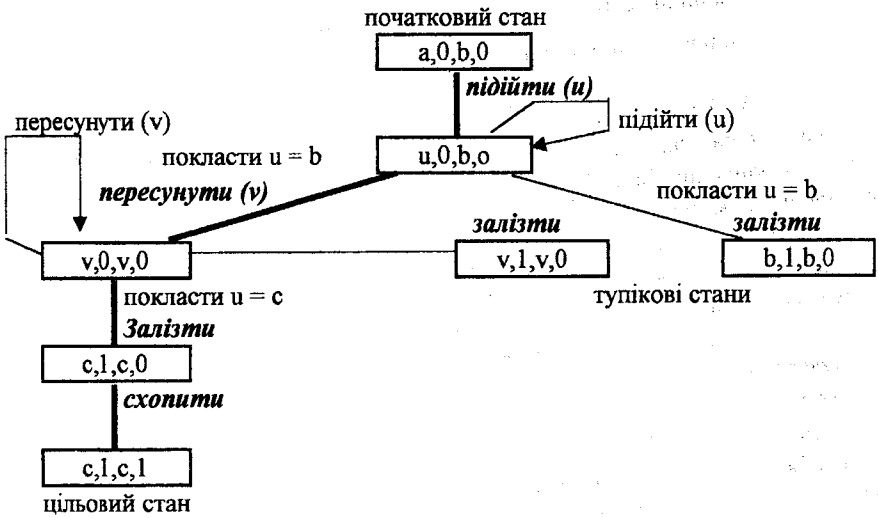 початковий стан
a,0,b,0
підійти (u)
пересунути (v)
підійти (u)
покласти u = b
u,0,b,o
пересунути (v)
покласти u = b
залізти
залізти
v,0,v,0
v,1,v,0
b,1,b,0
покласти u = c
тупікові стани
Залізти
c,1,c,0
схопити
c,1,c,1
цільовий стан